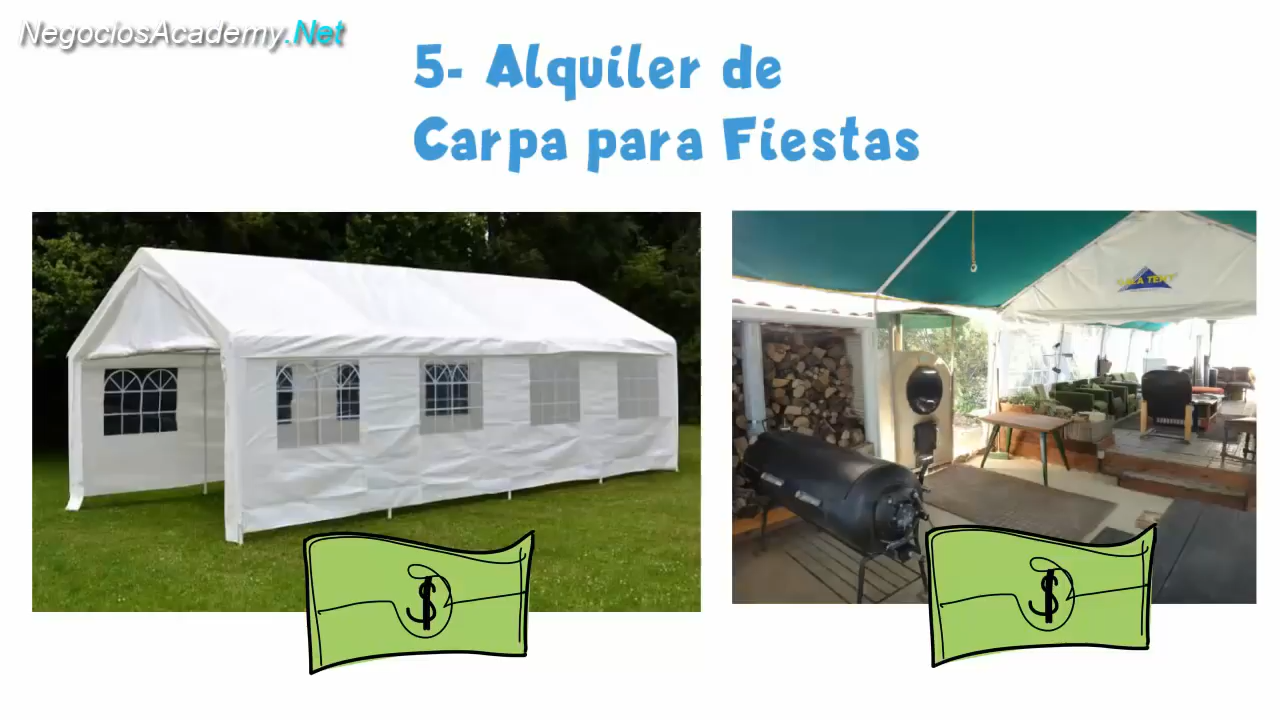 NegociosAcademy.Net
5- Alquiler de
Carpa para Fiestas
$
$